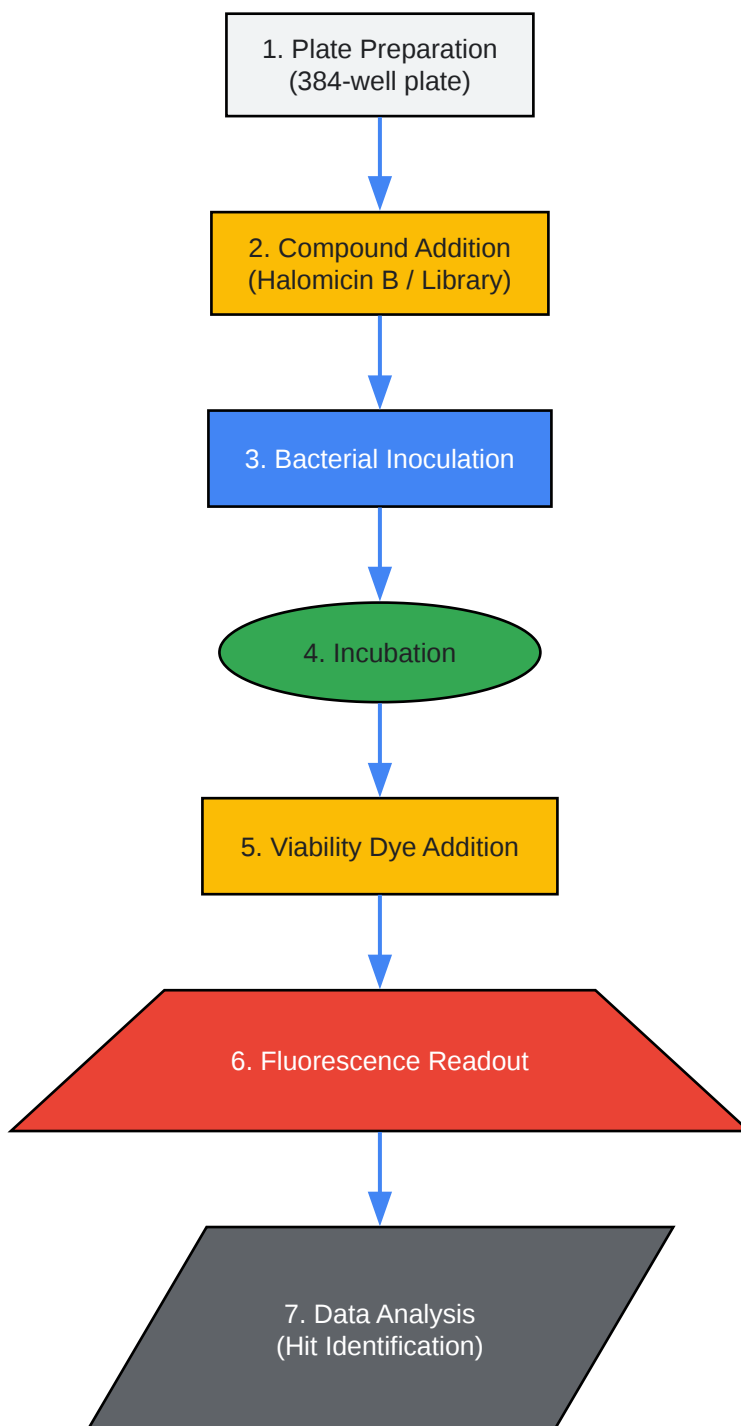 1. Plate Preparation
(384-well plate)
2. Compound Addition
(Halomicin B / Library)
3. Bacterial Inoculation
4. Incubation
5. Viability Dye Addition
6. Fluorescence Readout
7. Data Analysis
(Hit Identification)